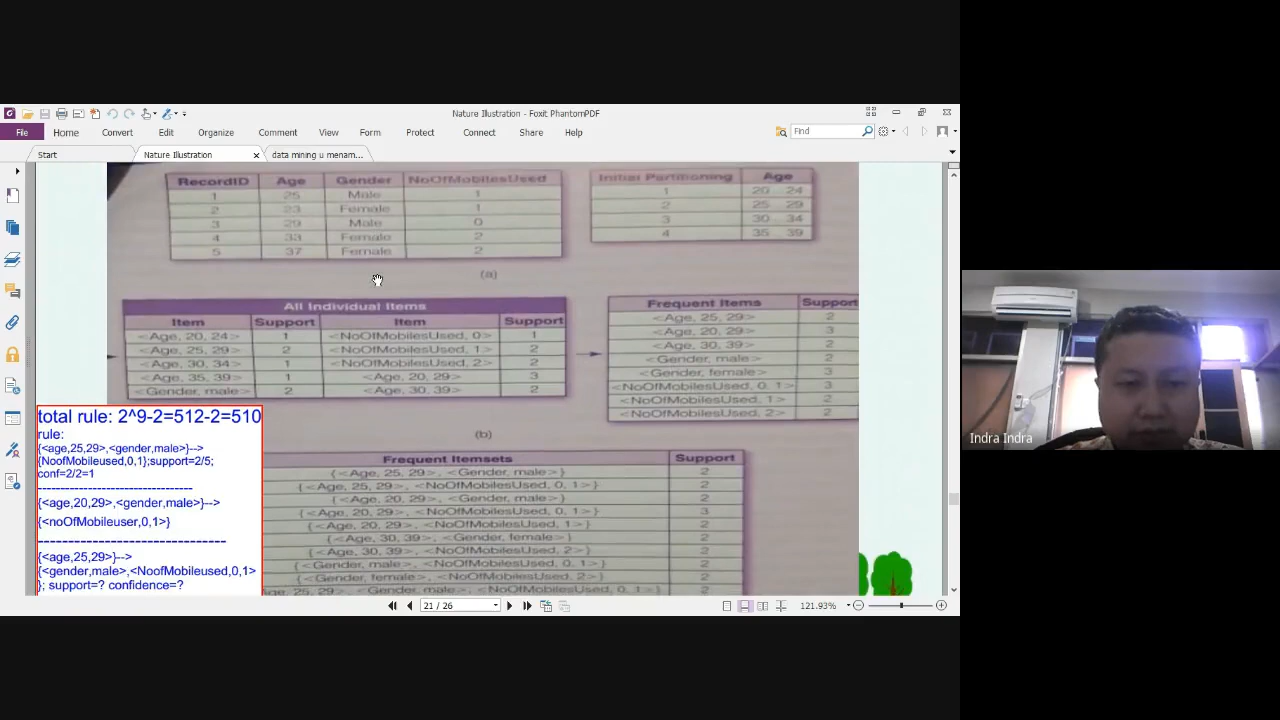 Nature Illustration - Foxit PhantomPDF
File Home Convert Edit Organize Comment View Form Protect Connect Share Help Find
Start Nature Illustration data mining u menam...
RecordID Age Gender NoOfMobilesUsed
1 25 Male 1
2 23 Female 1
3 29 Male 0
4 33 Female 2
5 37 Female 2
Initial Partitioning Age
1 20 24
2 25 29
3 30 34
4 35 39
(a)
All Individual Items
Item Support Item Support
<Age, 20, 24> 1 <NoOfMobilesUsed, 0> 1
<Age, 25, 29> 2 <NoOfMobilesUsed, 1> 2
<Age, 30, 34> 1 <NoOfMobilesUsed, 2> 2
<Age, 35, 39> 1 <Age, 20, 29> 3
<Gender, male> 2 <Age, 30, 39> 2
Frequent Items Support
<Age, 25, 29> 2
<Age, 20, 29> 3
<Age, 30, 39> 2
<Gender, male> 2
<Gender, female> 3
<NoOfMobilesUsed, 0, 1> 3
<NoOfMobilesUsed, 1> 2
<NoOfMobilesUsed, 2> 2
(b)
total rule: 2^9-2=512-2=510
rule:
{<age,25,29>,<gender,male>}-->
{NoofMobileused,0,1};support=2/5;
conf=2/2=1
--------------------------------
{<age,20,29>,<gender,male>}-->
{<noOfMobileuser,0,1>}
-----------------------------
{<age,25,29>}-->
{<gender,male>,<NoofMobileused,0,1>
}; support=? confidence=?
Frequent Itemsets Support
{<Age, 25, 29>, <Gender, male>} 2
{<Age, 25, 29>, <NoOfMobilesUsed, 0, 1>} 2
{<Age, 20, 29>, <Gender, male>} 2
{<Age, 20, 29>, <NoOfMobilesUsed, 0, 1>} 3
{<Age, 20, 29>, <NoOfMobilesUsed, 1>} 2
{<Age, 30, 39>, <Gender, female>} 2
{<Age, 30, 39>, <NoOfMobilesUsed, 2>} 2
{<Gender, male>, <NoOfMobilesUsed, 0, 1>} 2
{<Gender, female>, <NoOfMobilesUsed, 2>} 2
25, 29>, <Gender, male>, <NoOfMobilesUsed, 0, 1>} 2
21 / 26
121.93%
Indra Indra